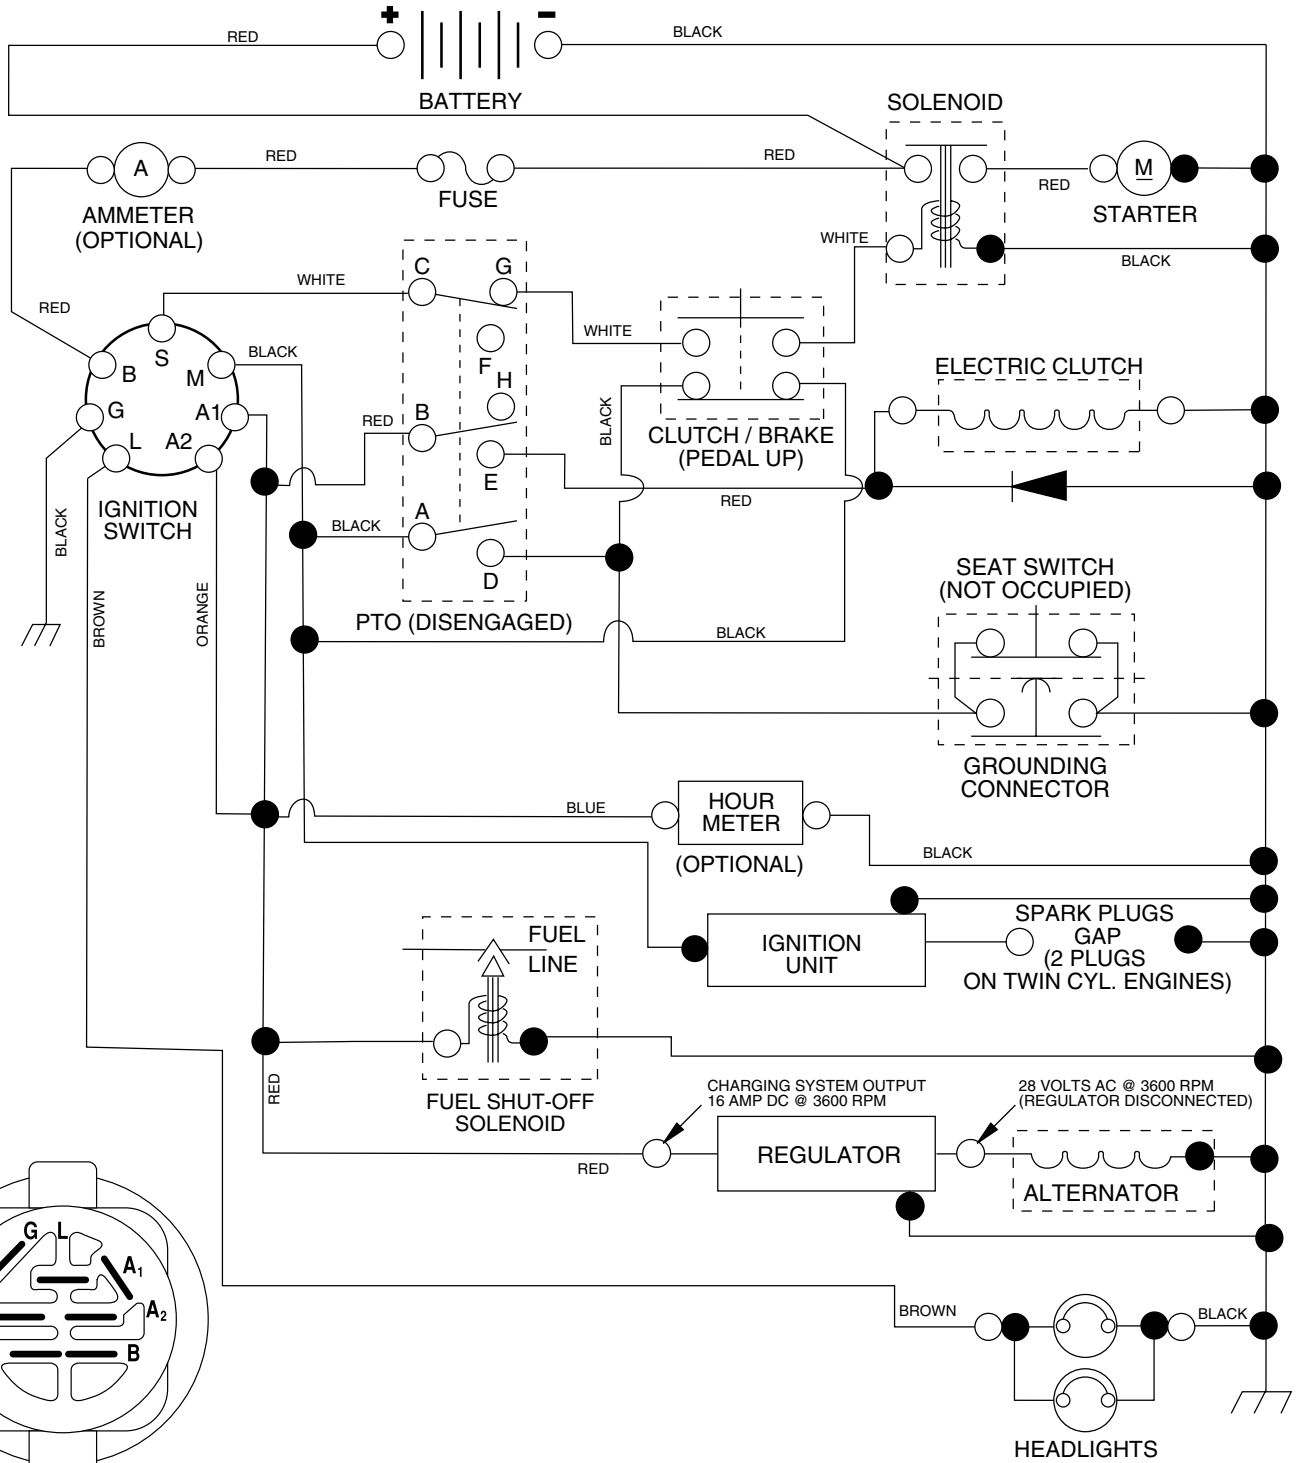 + -
RED
BLACK
BATTERY
SOLENOID
A
RED
RED
RED
M
AMMETER
(OPTIONAL)
FUSE
STARTER
WHITE
BLACK
C G
WHITE
RED
WHITE
S
BLACK
F
B
M
H
ELECTRIC CLUTCH
G
A1
RED
B
BLACK
CLUTCH / BRAKE
(PEDAL UP)
L A2
E
RED
IGNITION
SWITCH
A
BLACK
BLACK
D
SEAT SWITCH
(NOT OCCUPIED)
BROWN
ORANGE
PTO (DISENGAGED)
BLACK
GROUNDING
CONNECTOR
BLUE
HOUR
METER
(OPTIONAL)
BLACK
IGNITION
UNIT
SPARK PLUGS
GAP
(2 PLUGS
ON TWIN CYL. ENGINES)
FUEL
LINE
RED
FUEL SHUT-OFF
SOLENOID
CHARGING SYSTEM OUTPUT
16 AMP DC @ 3600 RPM
28 VOLTS AC @ 3600 RPM
(REGULATOR DISCONNECTED)
REGULATOR
RED
ALTERNATOR
G L
A1
A2
B
BROWN
BLACK
HEADLIGHTS